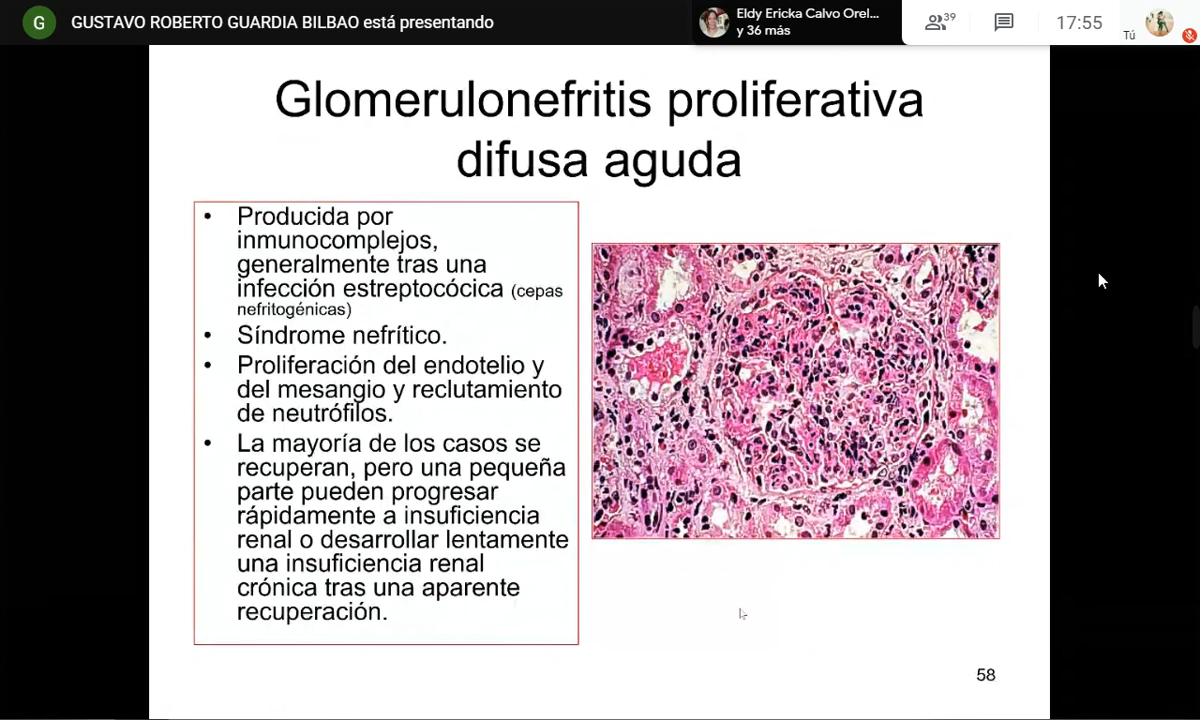 G GUSTAVO ROBERTO GUARDIA BILBAO está presentando
Eldy Ericka Calvo Orel...
y 36 más
39
17:55
Tú
Glomerulonefritis proliferativa
difusa aguda
• Producida por
inmunocomplejos,
generalmente tras una
infección estreptocócica (cepas
nefritogénicas)
• Síndrome nefrítico.
• Proliferación del endotelio y
del mesangio y reclutamiento
de neutrófilos.
• La mayoría de los casos se
recuperan, pero una pequeña
parte pueden progresar
rápidamente a insuficiencia
renal o desarrollar lentamente
una insuficiencia renal
crónica tras una aparente
recuperación.
58